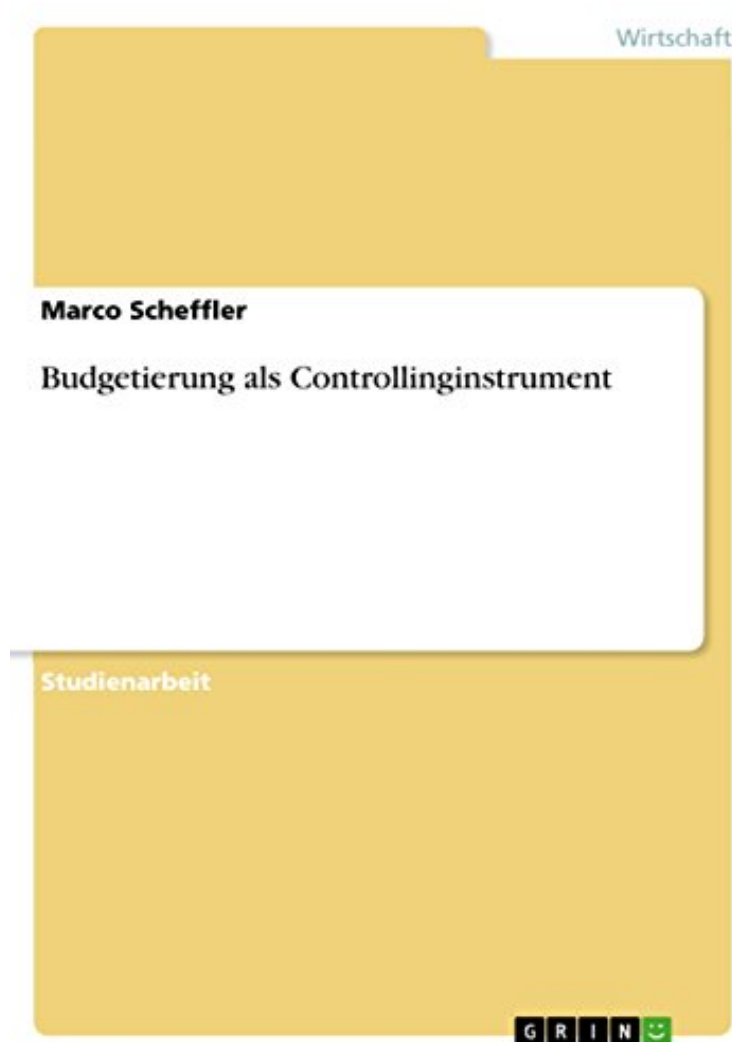 Wirtschaft
Marco Scheffler
Budgetierung als Controllinginstrument
Studienarbeit
GRIN